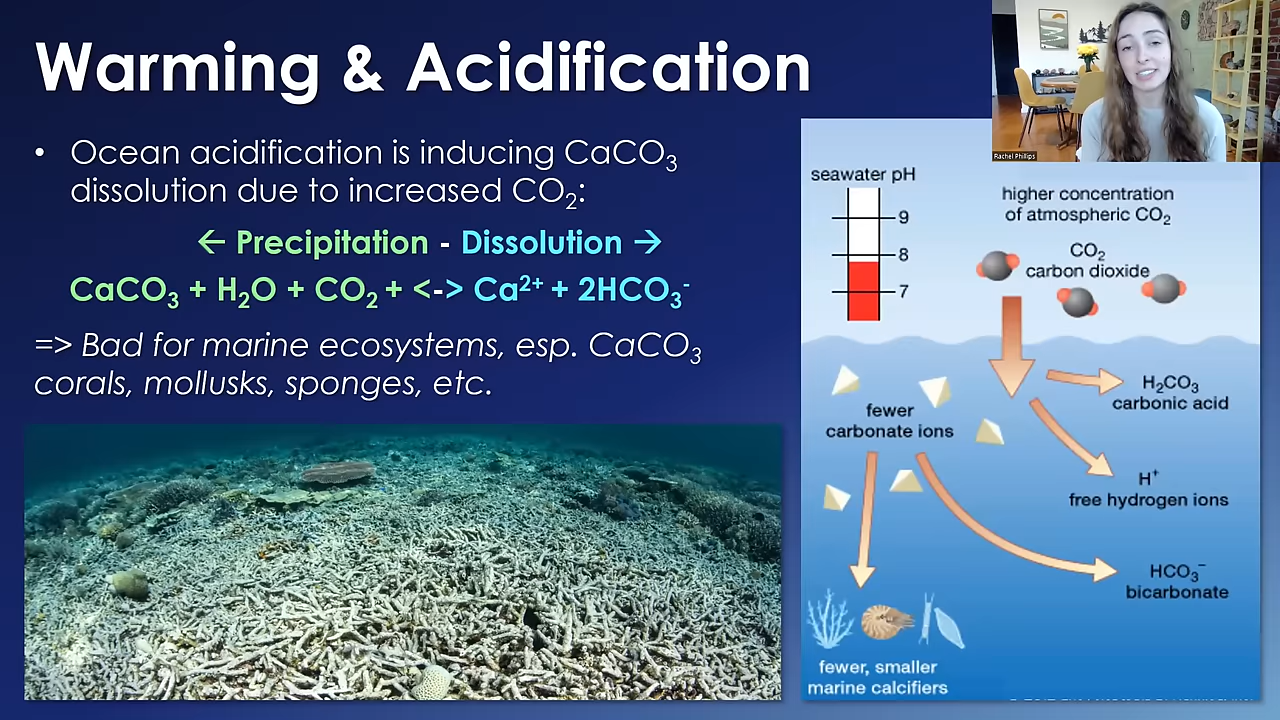 Warming & Acidification
• Ocean acidification is inducing CaCO₃
dissolution due to increased CO₂:
← Precipitation - Dissolution →
CaCO₃ + H₂O + CO₂ + <-> Ca²⁺ + 2HCO₃⁻
=> Bad for marine ecosystems, esp. CaCO₃
corals, mollusks, sponges, etc.
Rachel Phillips
seawater pH
9
8
7
higher concentration
of atmospheric CO₂
CO₂
carbon dioxide
H₂CO₃
carbonic acid
fewer
carbonate ions
H⁺
free hydrogen ions
HCO₃⁻
bicarbonate
fewer, smaller
marine calcifiers